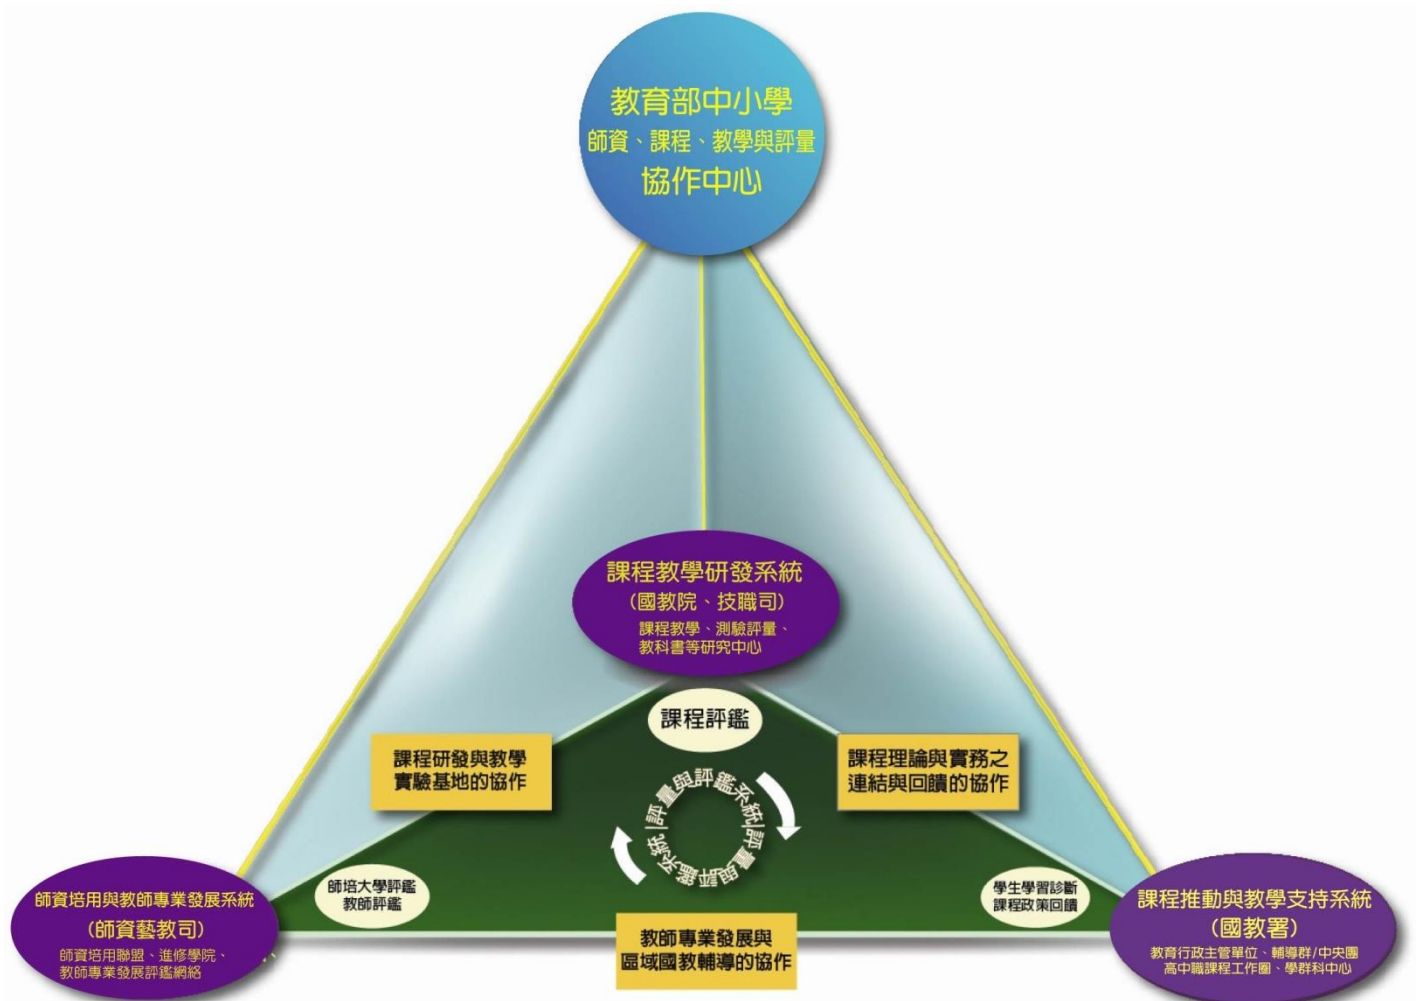 教育部中小學
師資、課程、教學與評量
協作中心
課程教學研發系統
(國教院、技職司)
課程教學、測驗評量、
教科書等研究中心
課程評鑑
課程研發與教學
實驗基地的協作
課程理論與實務之
連結與回饋的協作
評量與評鑑系統|評量與評鑑系統|
師培大學評鑑
教師評鑑
學生學習診斷
課程政策回饋
師資培用與教師專業發展系統
(師資藝教司)
師資培用聯盟、進修學院、
教師專業發展評鑑網絡
教師專業發展與
區域國教輔導的協作
課程推動與教學支持系統
(國教署)
教育行政主管單位、輔導群/中央團
高中職課程工作圈、學群科中心